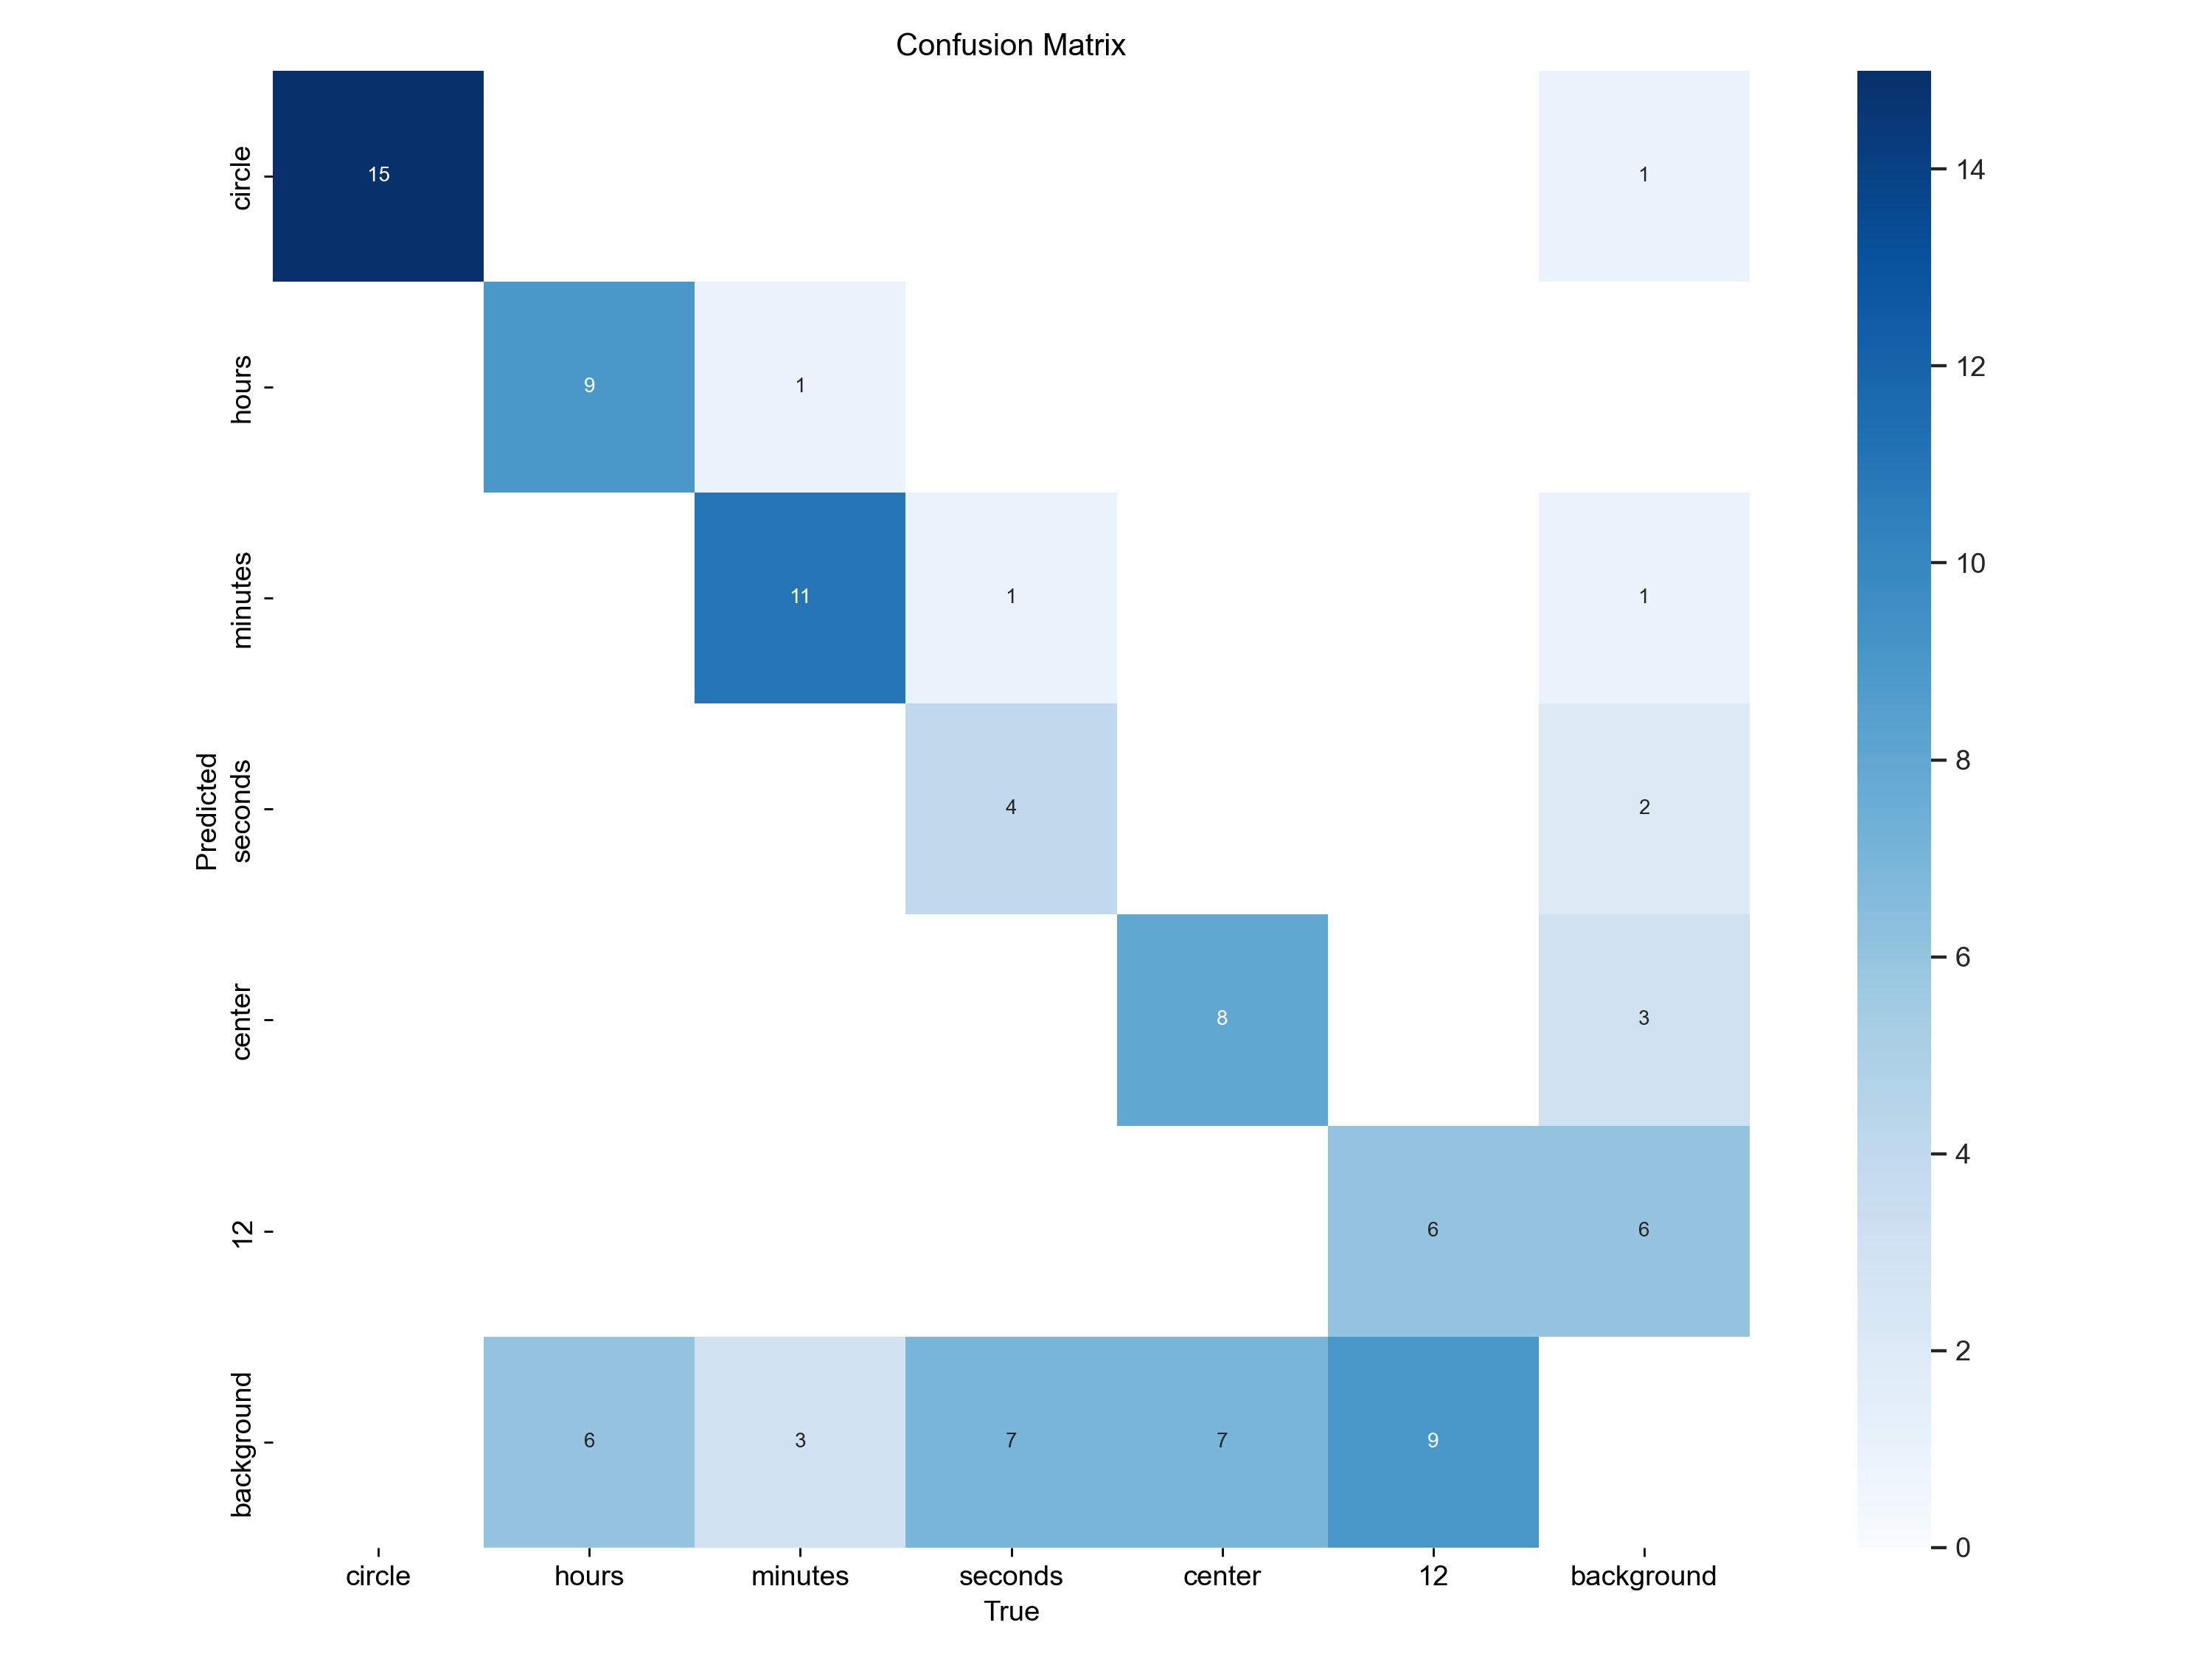 Confusion Matrix
circle
15
1
14
hours
9
1
12
minutes
11
1
1
10
Predicted
seconds
4
2
8
center
8
3
6
12
6
6
4
background
6
3
7
7
9
2
0
circle hours minutes seconds center 12 background
True